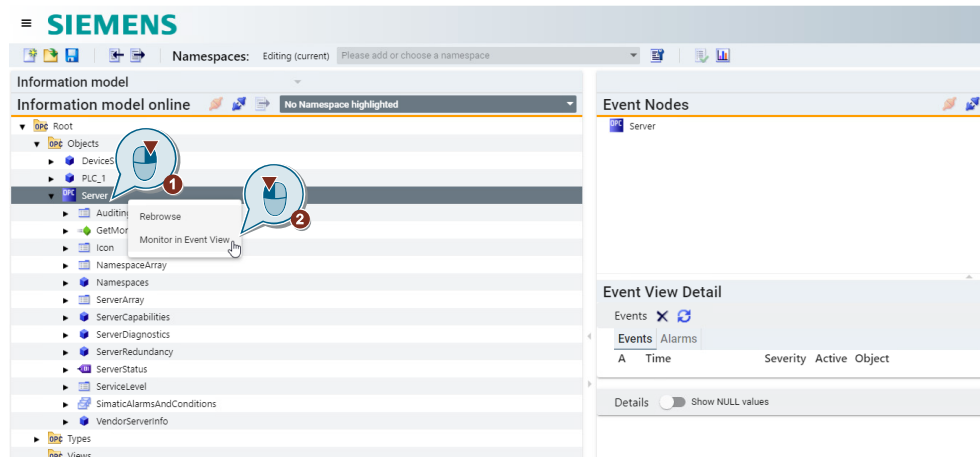 SIEMENS
Namespaces: Editing (current) Please add or choose a namespace
Information model
Information model online No Namespace highlighted
Root
Objects
DeviceS
PLC_1
Server
Auditing
GetMor
Icon
NamespaceArray
Namespaces
ServerArray
ServerCapabilities
ServerDiagnostics
ServerRedundancy
ServerStatus
ServiceLevel
SimaticAlarmsAndConditions
VendorServerInfo
Types
Views
1
Rebrowse
Monitor in Event View
2
Event Nodes
Server
Event View Detail
Events
Events Alarms
A Time Severity Active Object
Details Show NULL values